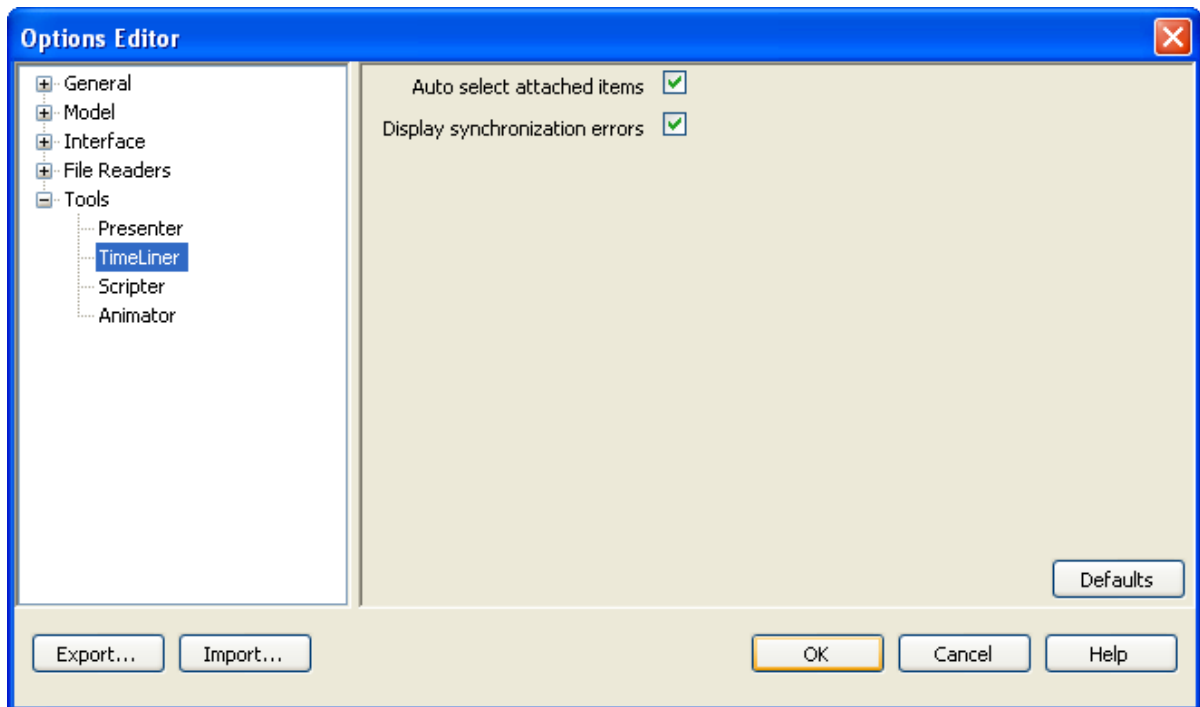 Options Editor
General
Model
Interface
File Readers
Tools
Presenter
TimeLiner
Scripter
Animator
Auto select attached items
Display synchronization errors
Defaults
Export...
Import...
OK
Cancel
Help